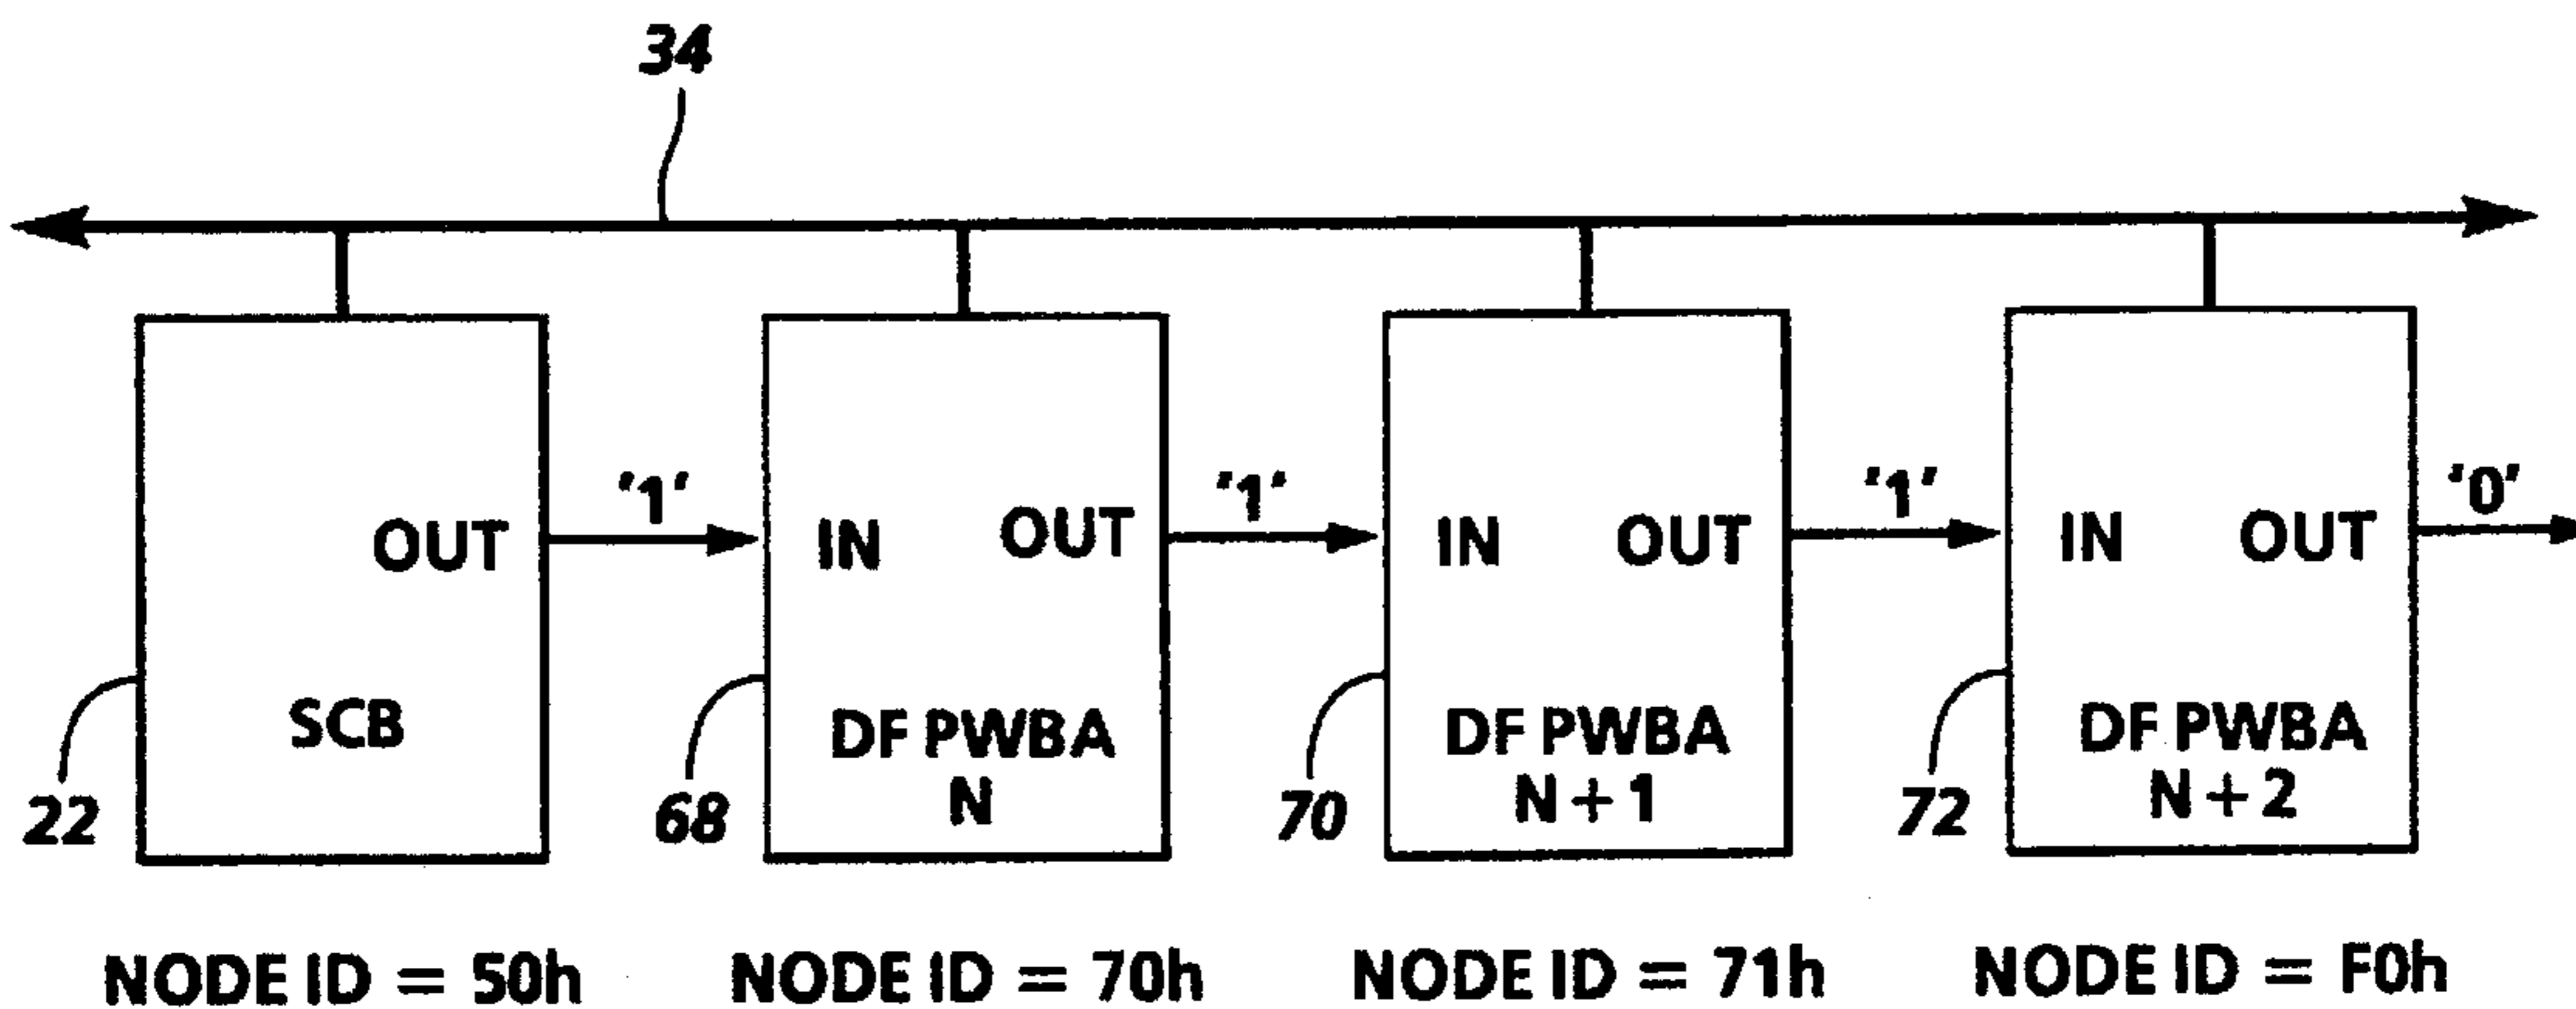 34
'1'
'1'
'1'
'0'
OUT
IN
OUT
IN
OUT
IN
OUT
SCB
DF PWBA
N
DF PWBA
N + 1
DF PWBA
N + 2
22
68
70
72
NODE ID = 50h
NODE ID = 70h
NODE ID = 71h
NODE ID = F0h